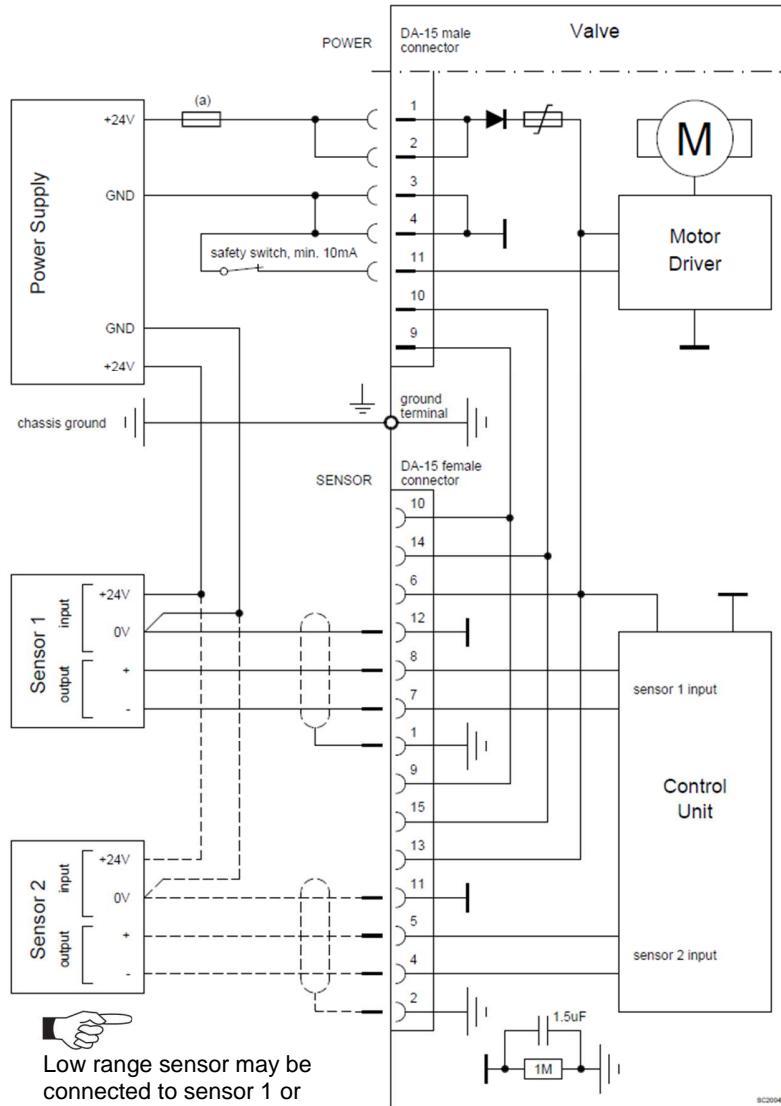 POWER
DA-15 male
connector
Valve
Power Supply
+24V
(a)
1
2
GND
3
4
safety switch, min. 10mA
11
10
9
GND
+24V
M
Motor
Driver
chassis ground
ground
terminal
SENSOR
DA-15 female
connector
10
14
6
12
8
7
1
9
15
13
11
5
4
2
Sensor 1
input
+24V
0V
output
+
-
sensor 1 input
Control
Unit
sensor 2 input
Sensor 2
input
+24V
0V
output
+
-
1.5uF
1M
Low range sensor may be
connected to sensor 1 or